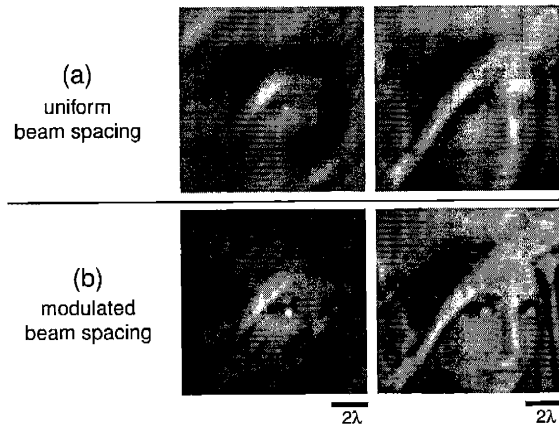 (a)
uniform
beam spacing
(b)
modulated
beam spacing
2λ
2λ